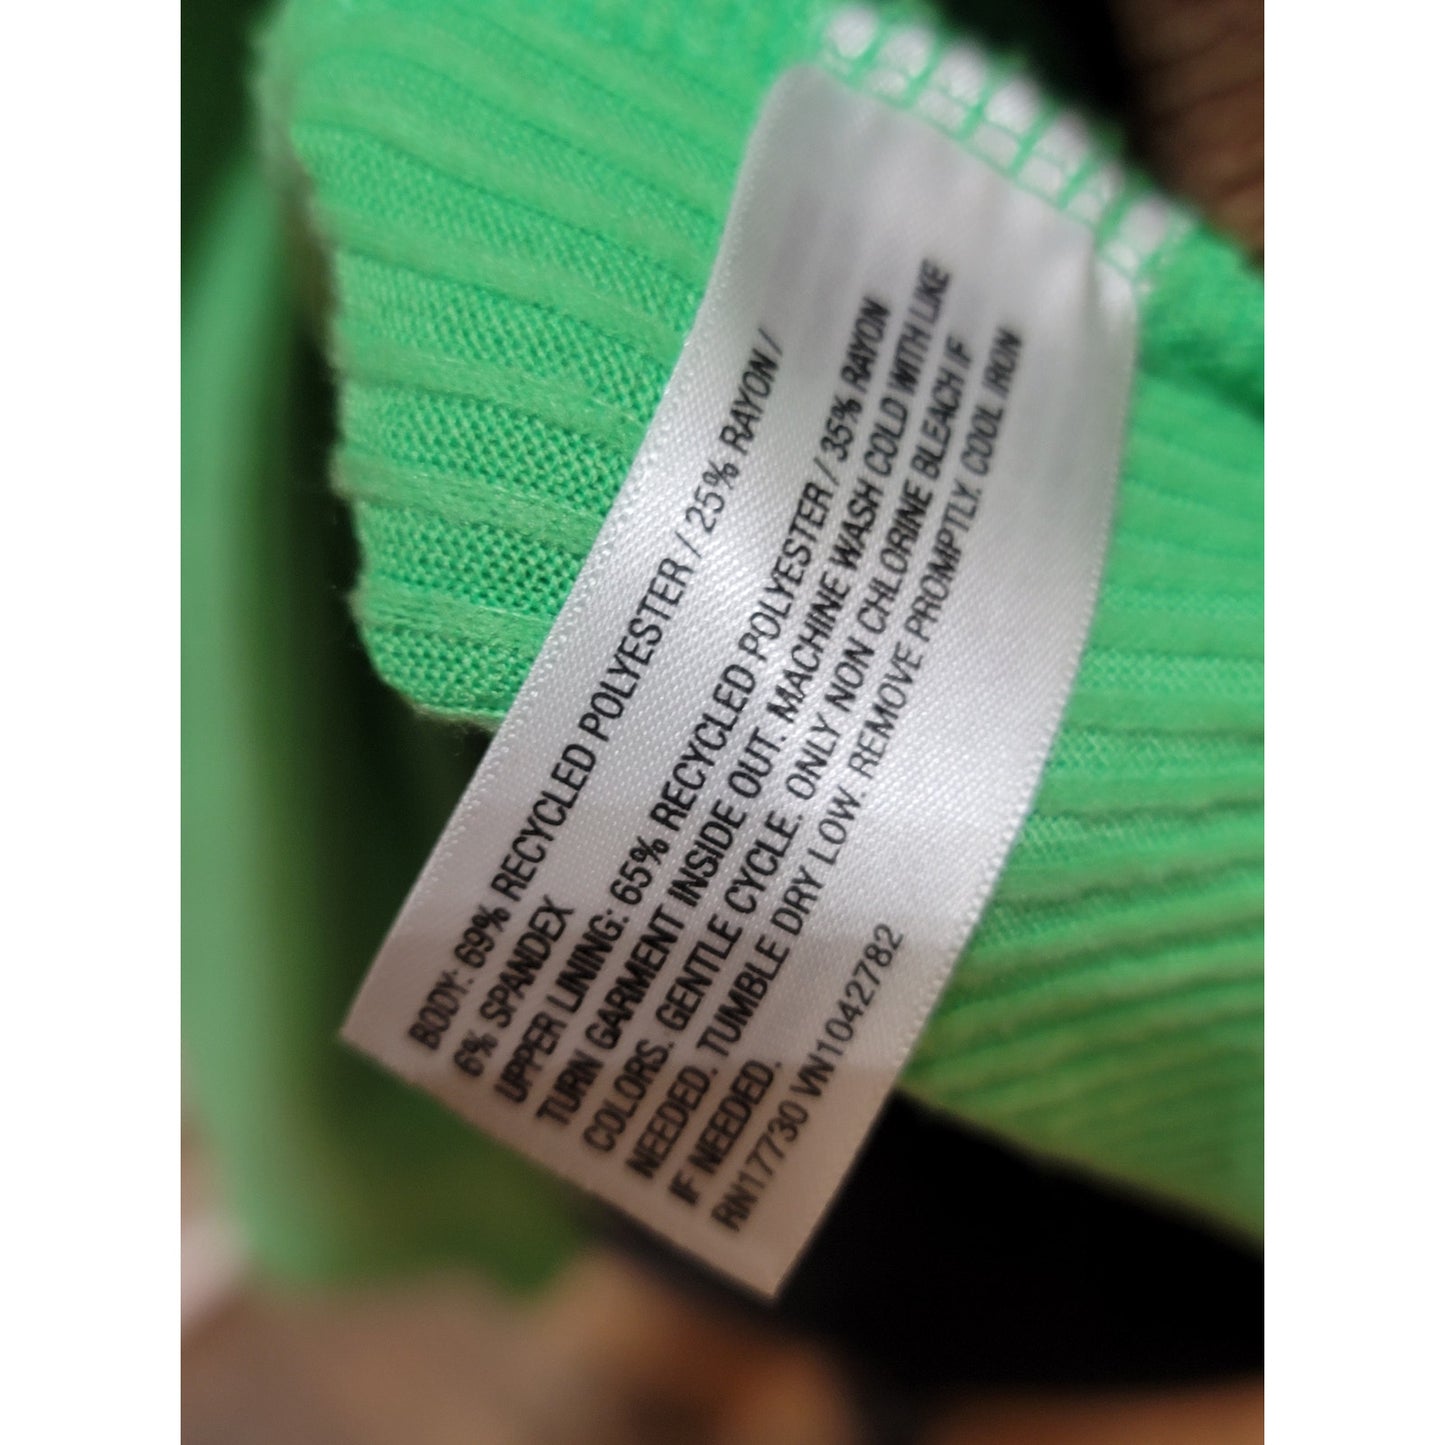 BODY: 69% RECYCLED POLYESTER / 25% RAYON /
6% SPANDEX
UPPER LINING: 65% RECYCLED POLYESTER / 35% RAYON
TURN GARMENT INSIDE OUT. MACHINE WASH COLD WITH LIKE
COLORS. GENTLE CYCLE. ONLY NON CHLORINE BLEACH IF
NEEDED. TUMBLE DRY LOW. REMOVE PROMPTLY. COOL IRON
IF NEEDED.
RN17730 VN1042782